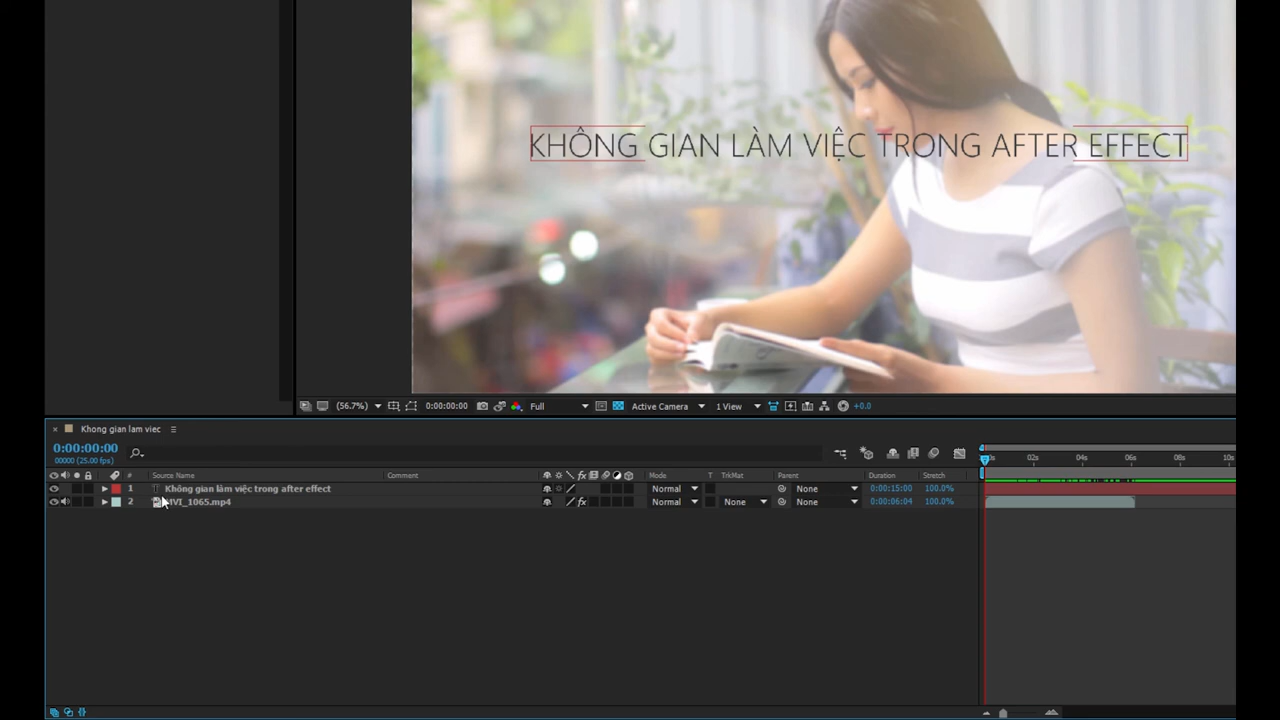 KHÔNG GIAN LÀM VIỆC TRONG AFTER EFFECT
(56.7%) 0:00:00:00 Full Active Camera 1 View +0.0
× Khong gian lam viec
0:00:00:00
00000 (25.00 fps)
# Source Name Comment fx Mode T TrkMat Parent Duration Stretch
1 T Không gian làm việc trong after effect Normal None 0:00:15:00 100.0%
2 MVI_1065.mp4 fx Normal None None 0:00:06:04 100.0%
02s 04s 06s 08s 10s